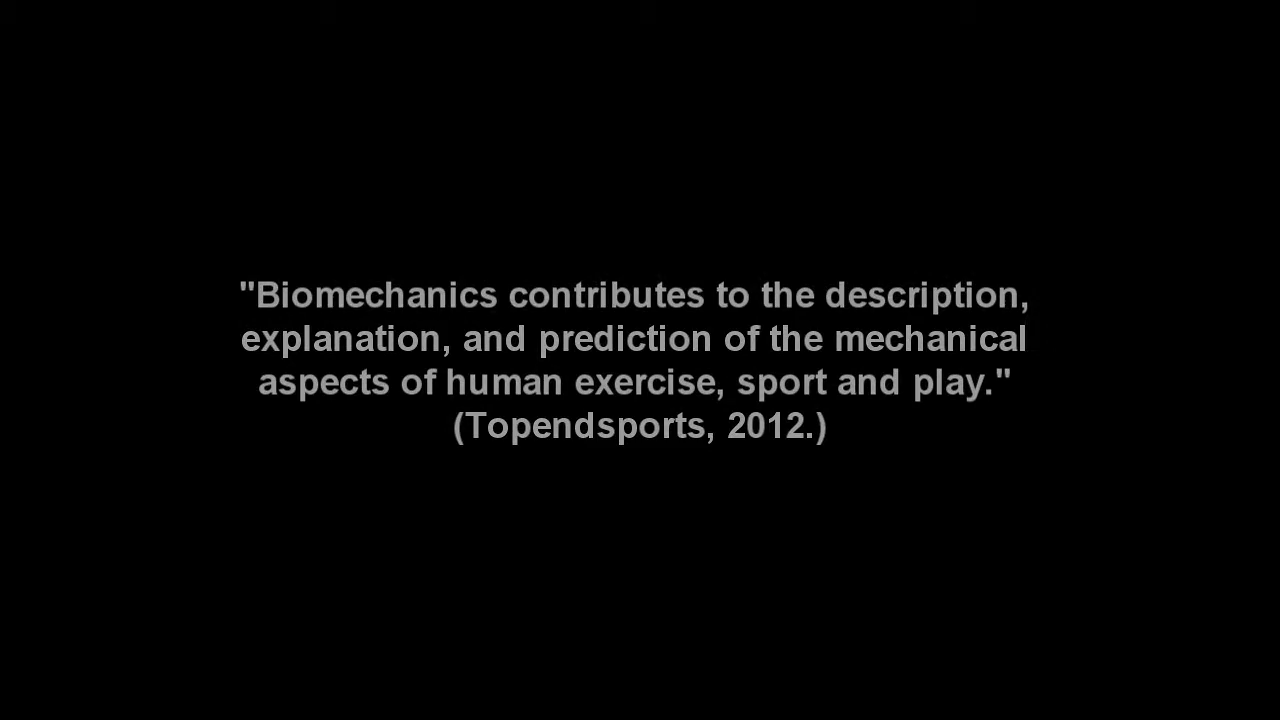 "Biomechanics contributes to the description,
explanation, and prediction of the mechanical
aspects of human exercise, sport and play."
(Topendsports, 2012.)